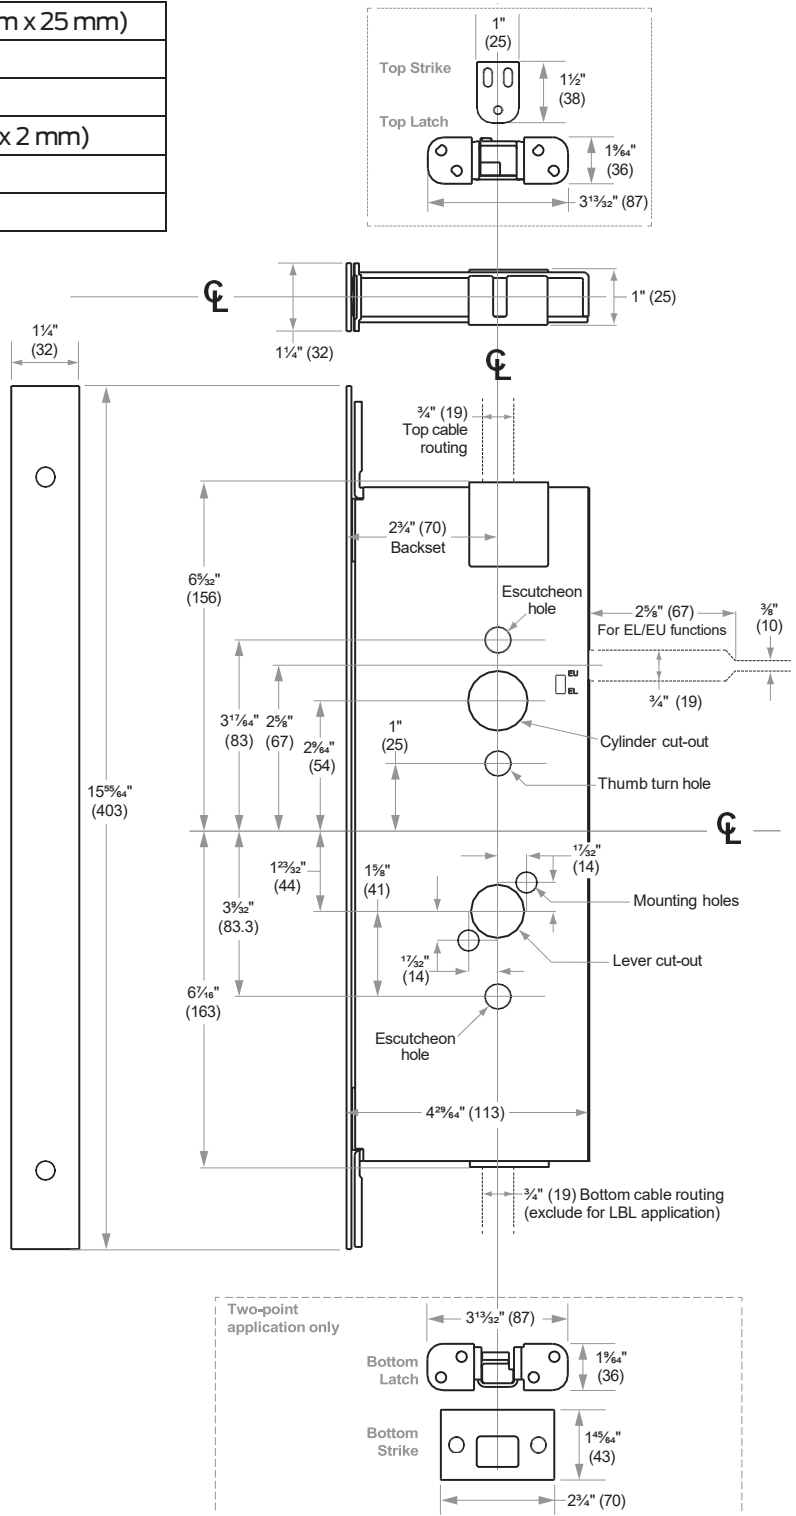 m x 25 mm)
x 2 mm)
1"
(25)
Top Strike
1½"
(38)
Top Latch
1⁹⁄₆₄"
(36)
3¹³⁄₃₂" (87)
℄
1" (25)
1¼" (32)
1¼"
(32)
℄
¾" (19)
Top cable
routing
2¾" (70)
Backset
6⁵⁄₃₂"
(156)
Escutcheon
hole
2⅝" (67)
For EL/EU functions
⅜"
(10)
EU
EL
¾" (19)
3¹⁷⁄₆₄"
(83)
2⅝"
(67)
2⁹⁄₆₄"
(54)
1"
(25)
Cylinder cut-out
Thumb turn hole
15⁵⁵⁄₆₄"
(403)
℄
1²³⁄₃₂"
(44)
1⅝"
(41)
¹⁷⁄₃₂"
(14)
Mounting holes
3⁹⁄₃₂"
(83.3)
Lever cut-out
¹⁷⁄₃₂"
(14)
6⁷⁄₁₆"
(163)
Escutcheon
hole
4²⁹⁄₆₄" (113)
¾" (19) Bottom cable routing
(exclude for LBL application)
Two-point
application only
3¹³⁄₃₂" (87)
Bottom
Latch
1⁹⁄₆₄"
(36)
Bottom
Strike
1⁴⁵⁄₆₄"
(43)
2¾" (70)